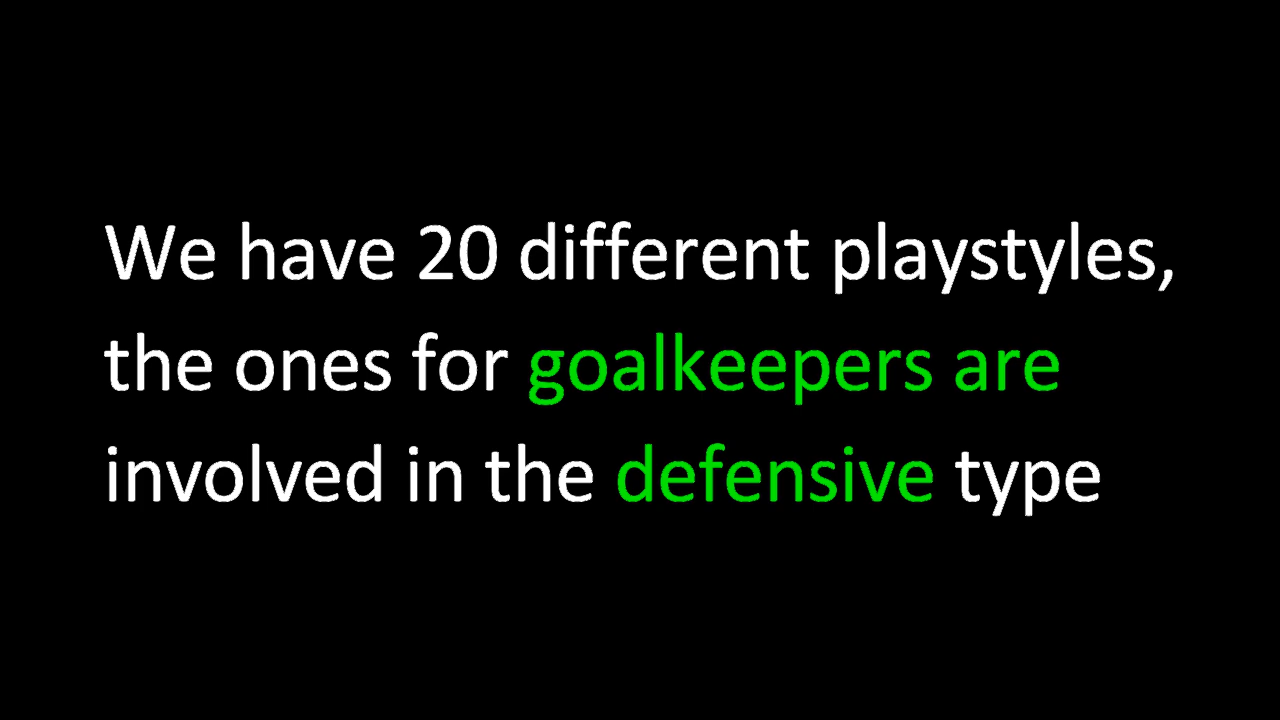 We have 20 different playstyles,
the ones for goalkeepers are
involved in the defensive type